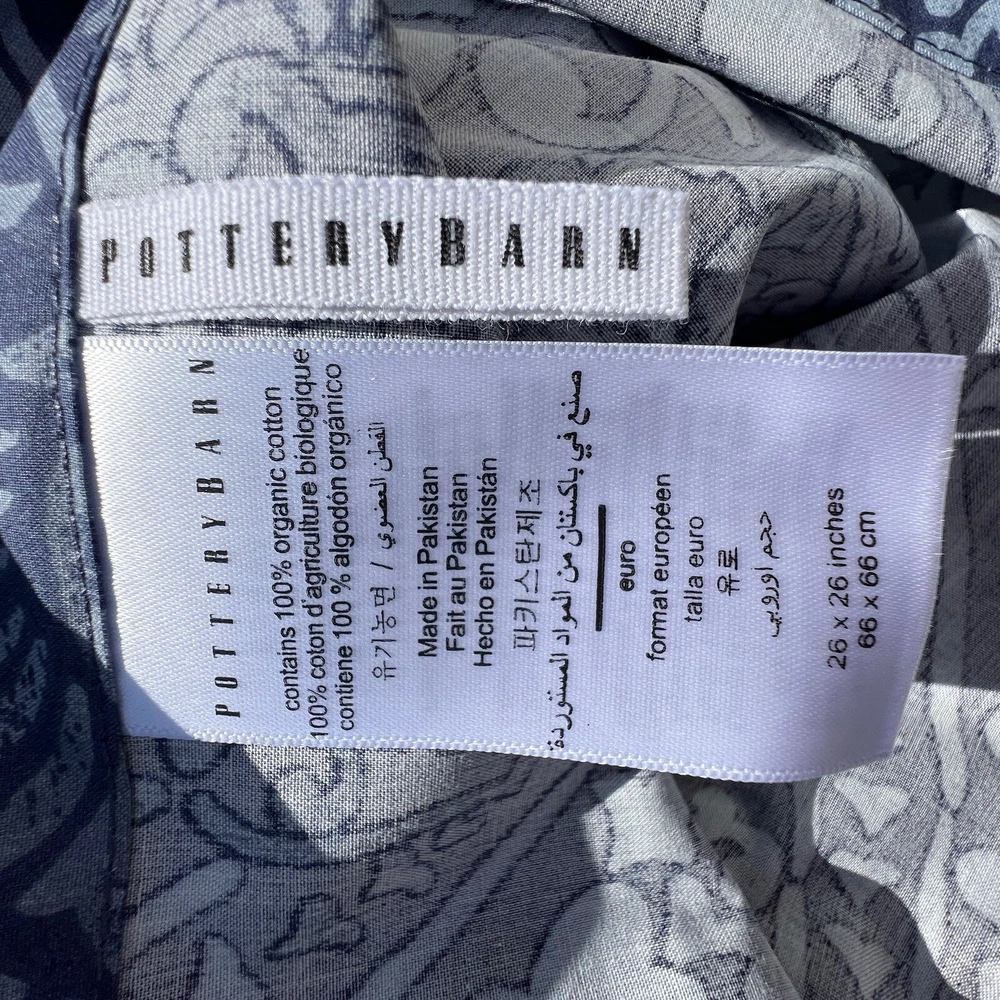 POTTERYBARN
POTTERYBARN
contains 100% organic cotton
100% coton d'agriculture biologique
contiene 100 % algodón orgánico
유기농면 / القطن العضوي
Made in Pakistan
Fait au Pakistan
Hecho en Pakistán
파키스탄제조
صنع في باكستان من المواد المستوردة
euro
format européen
talla euro
유로
حجم اوروبي
26 x 26 inches
66 x 66 cm